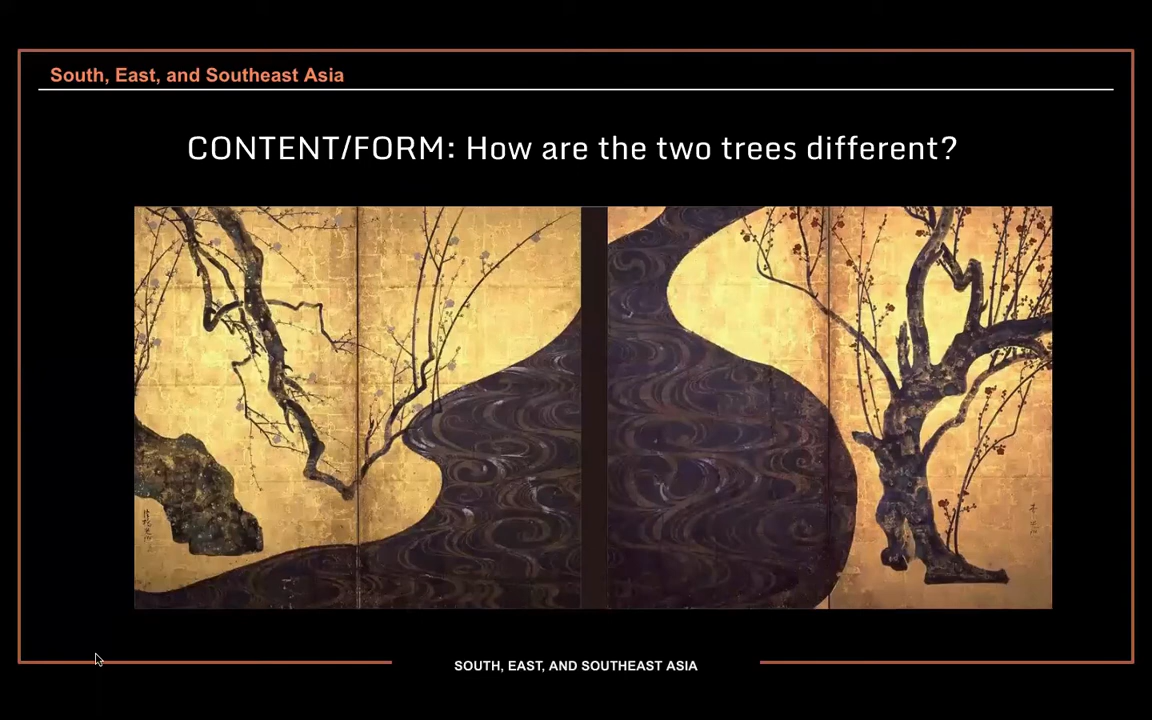 South, East, and Southeast Asia
CONTENT/FORM: How are the two trees different?
SOUTH, EAST, AND SOUTHEAST ASIA